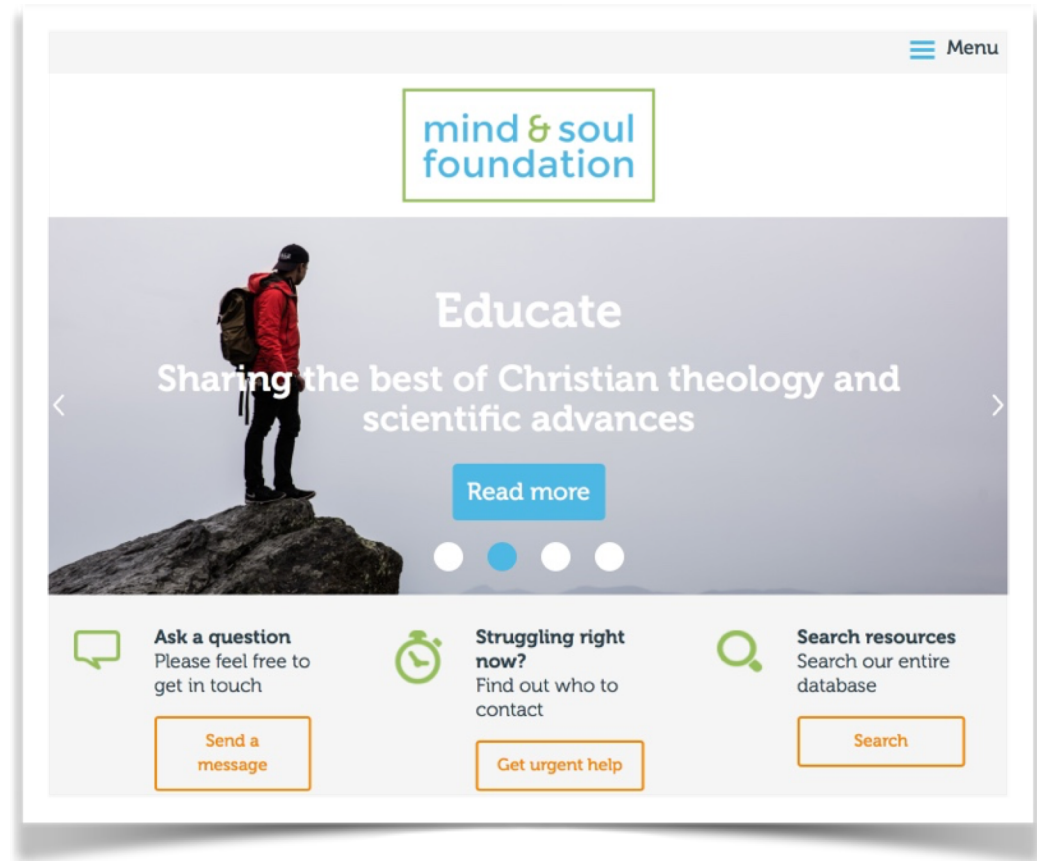 Menu
mind & soul
foundation
Educate
Sharing the best of Christian theology and
scientific advances
Read more
Ask a question
Please feel free to
get in touch
Send a
message
Struggling right
now?
Find out who to
contact
Get urgent help
Search resources
Search our entire
database
Search